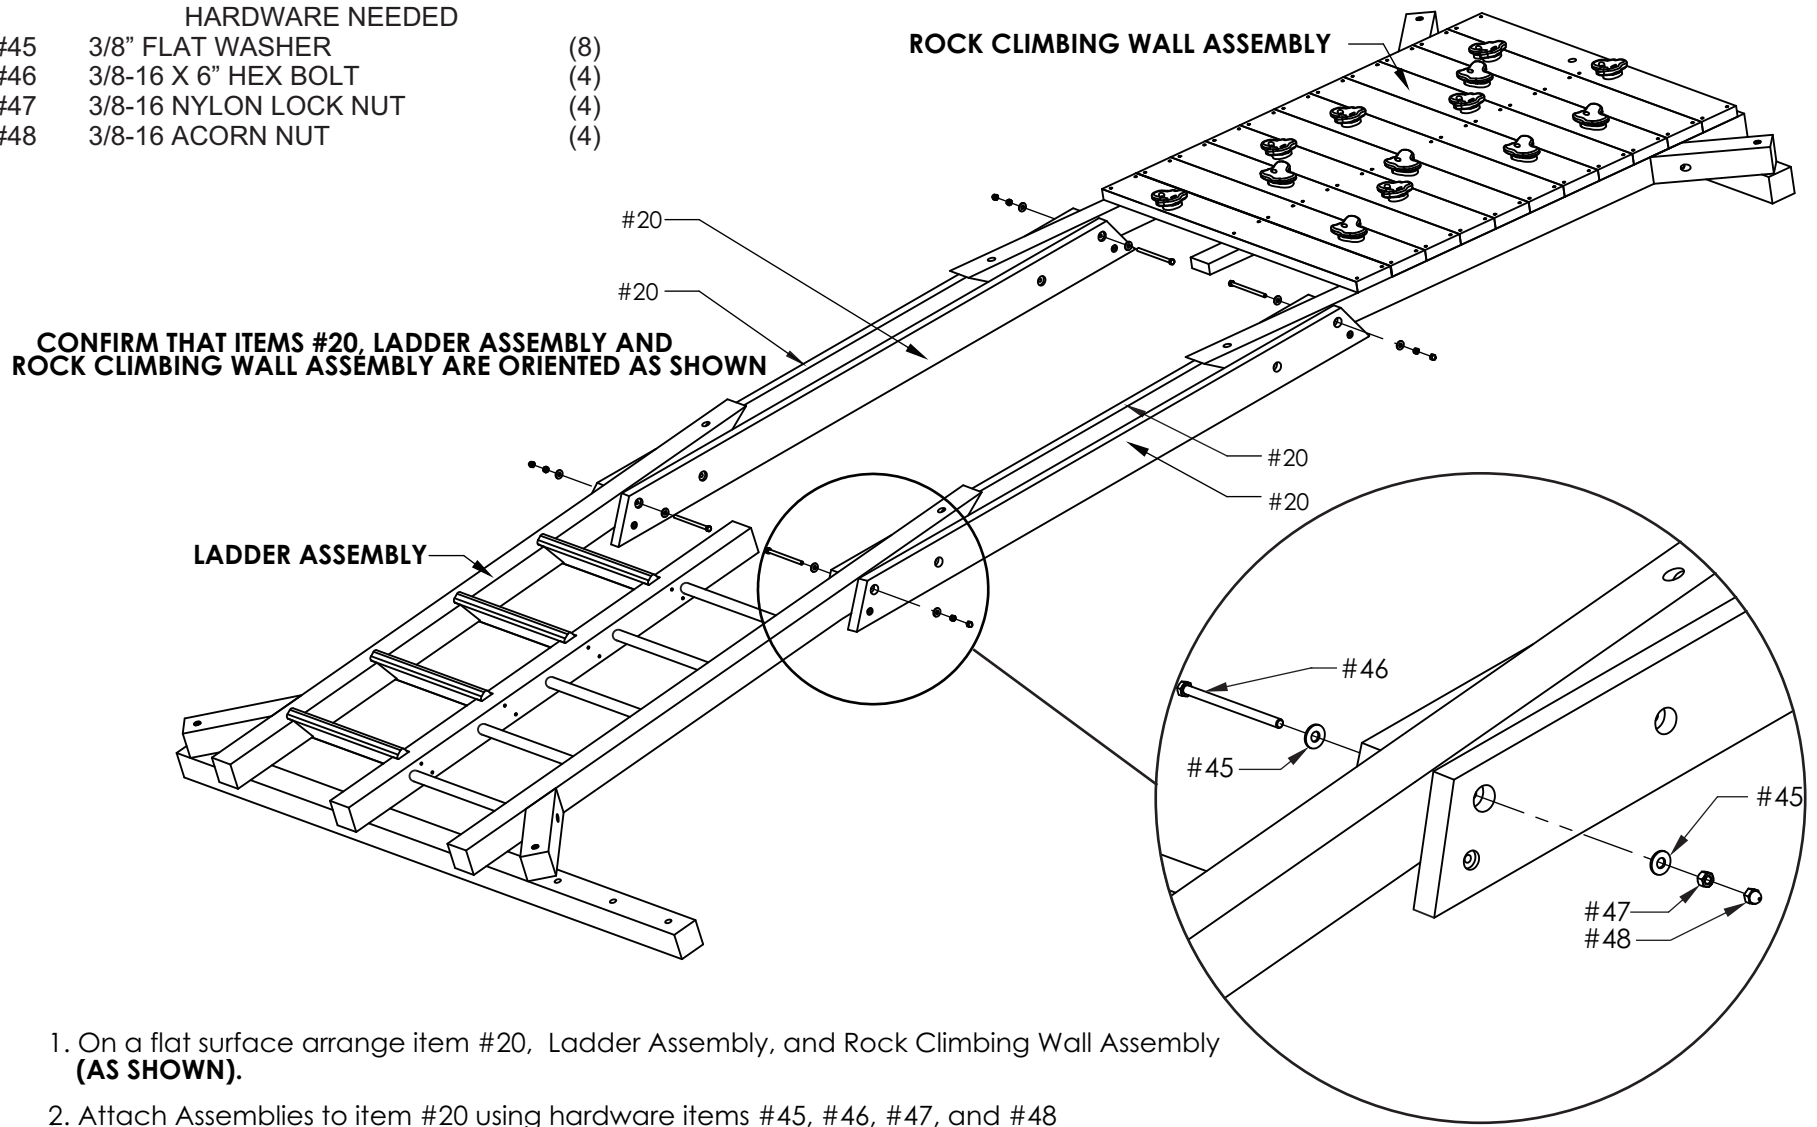 HARDWARE NEEDED
#45 3/8” FLAT WASHER (8)
#46 3/8-16 X 6” HEX BOLT (4)
#47 3/8-16 NYLON LOCK NUT (4)
#48 3/8-16 ACORN NUT (4)
ROCK CLIMBING WALL ASSEMBLY
#20
#20
CONFIRM THAT ITEMS #20, LADDER ASSEMBLY AND
ROCK CLIMBING WALL ASSEMBLY ARE ORIENTED AS SHOWN
#20
#20
LADDER ASSEMBLY
#46
#45
#45
#47
#48
1. On a flat surface arrange item #20, Ladder Assembly, and Rock Climbing Wall Assembly
(AS SHOWN).
2. Attach Assemblies to item #20 using hardware items #45, #46, #47, and #48